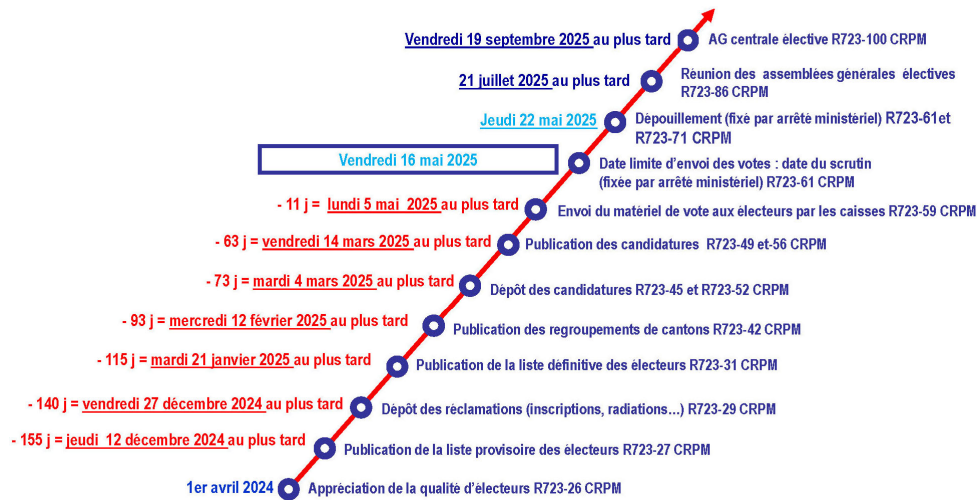 Vendredi 19 septembre 2025 au plus tard AG centrale élective R723-100 CRPM
21 juillet 2025 au plus tard Réunion des assemblées générales électives
R723-86 CRPM
Jeudi 22 mai 2025 Dépouillement (fixé par arrêté ministériel) R723-61et
R723-71 CRPM
Vendredi 16 mai 2025 Date limite d'envoi des votes : date du scrutin
(fixée par arrêté ministériel) R723-61 CRPM
- 11 j = lundi 5 mai 2025 au plus tard Envoi du matériel de vote aux électeurs par les caisses R723-59 CRPM
- 63 j = vendredi 14 mars 2025 au plus tard Publication des candidatures R723-49 et-56 CRPM
- 73 j = mardi 4 mars 2025 au plus tard Dépôt des candidatures R723-45 et R723-52 CRPM
- 93 j = mercredi 12 février 2025 au plus tard Publication des regroupements de cantons R723-42 CRPM
- 115 j = mardi 21 janvier 2025 au plus tard Publication de la liste définitive des électeurs R723-31 CRPM
- 140 j = vendredi 27 décembre 2024 au plus tard Dépôt des réclamations (inscriptions, radiations...) R723-29 CRPM
- 155 j = jeudi 12 décembre 2024 au plus tard Publication de la liste provisoire des électeurs R723-27 CRPM
1er avril 2024 Appréciation de la qualité d'électeurs R723-26 CRPM